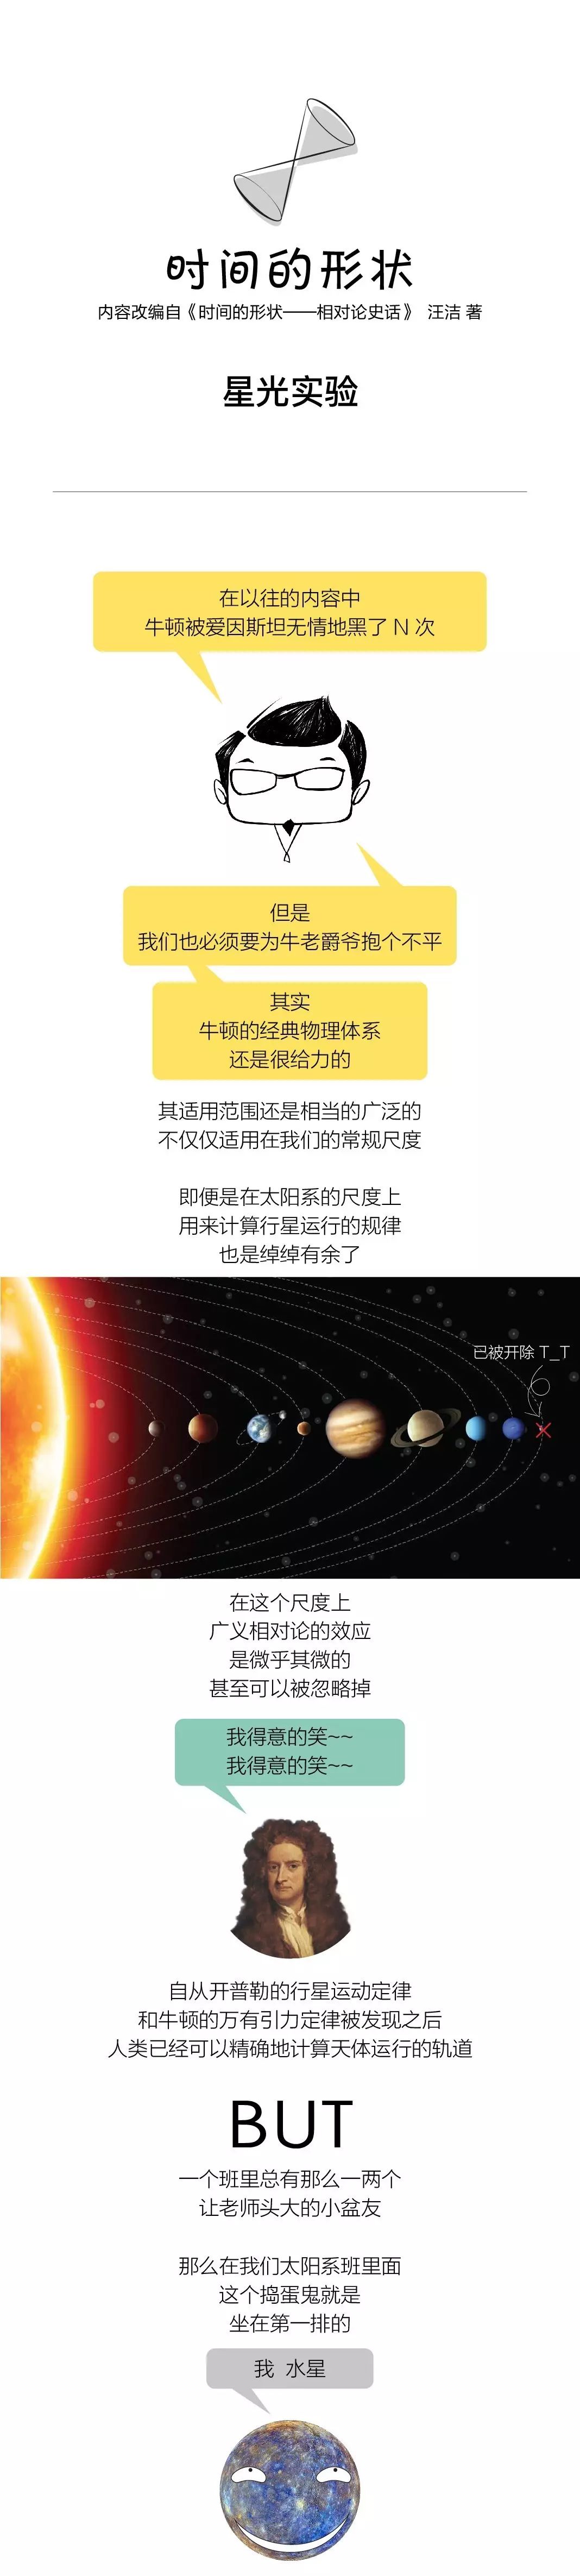 时间的形状
内容改编自《时间的形状——相对论史话》 汪洁 著
星光实验
在以往的内容中
牛顿被爱因斯坦无情地黑了 N 次
但是
我们也必须要为牛老爵爷抱个不平
其实
牛顿的经典物理体系
还是很给力的
其适用范围还是相当的广泛的
不仅仅适用在我们的常规尺度
即便是在太阳系的尺度上
用来计算行星运行的规律
也是绰绰有余了
已被开除 T_T
在这个尺度上
广义相对论的效应
是微乎其微的
甚至可以被忽略掉
我得意的笑~~
我得意的笑~~
自从开普勒的行星运动定律
和牛顿的万有引力定律被发现之后
人类已经可以精确地计算天体运行的轨道
BUT
一个班里总有那么一两个
让老师头大的小盆友
那么在我们太阳系班里面
这个捣蛋鬼就是
坐在第一排的
我 水星